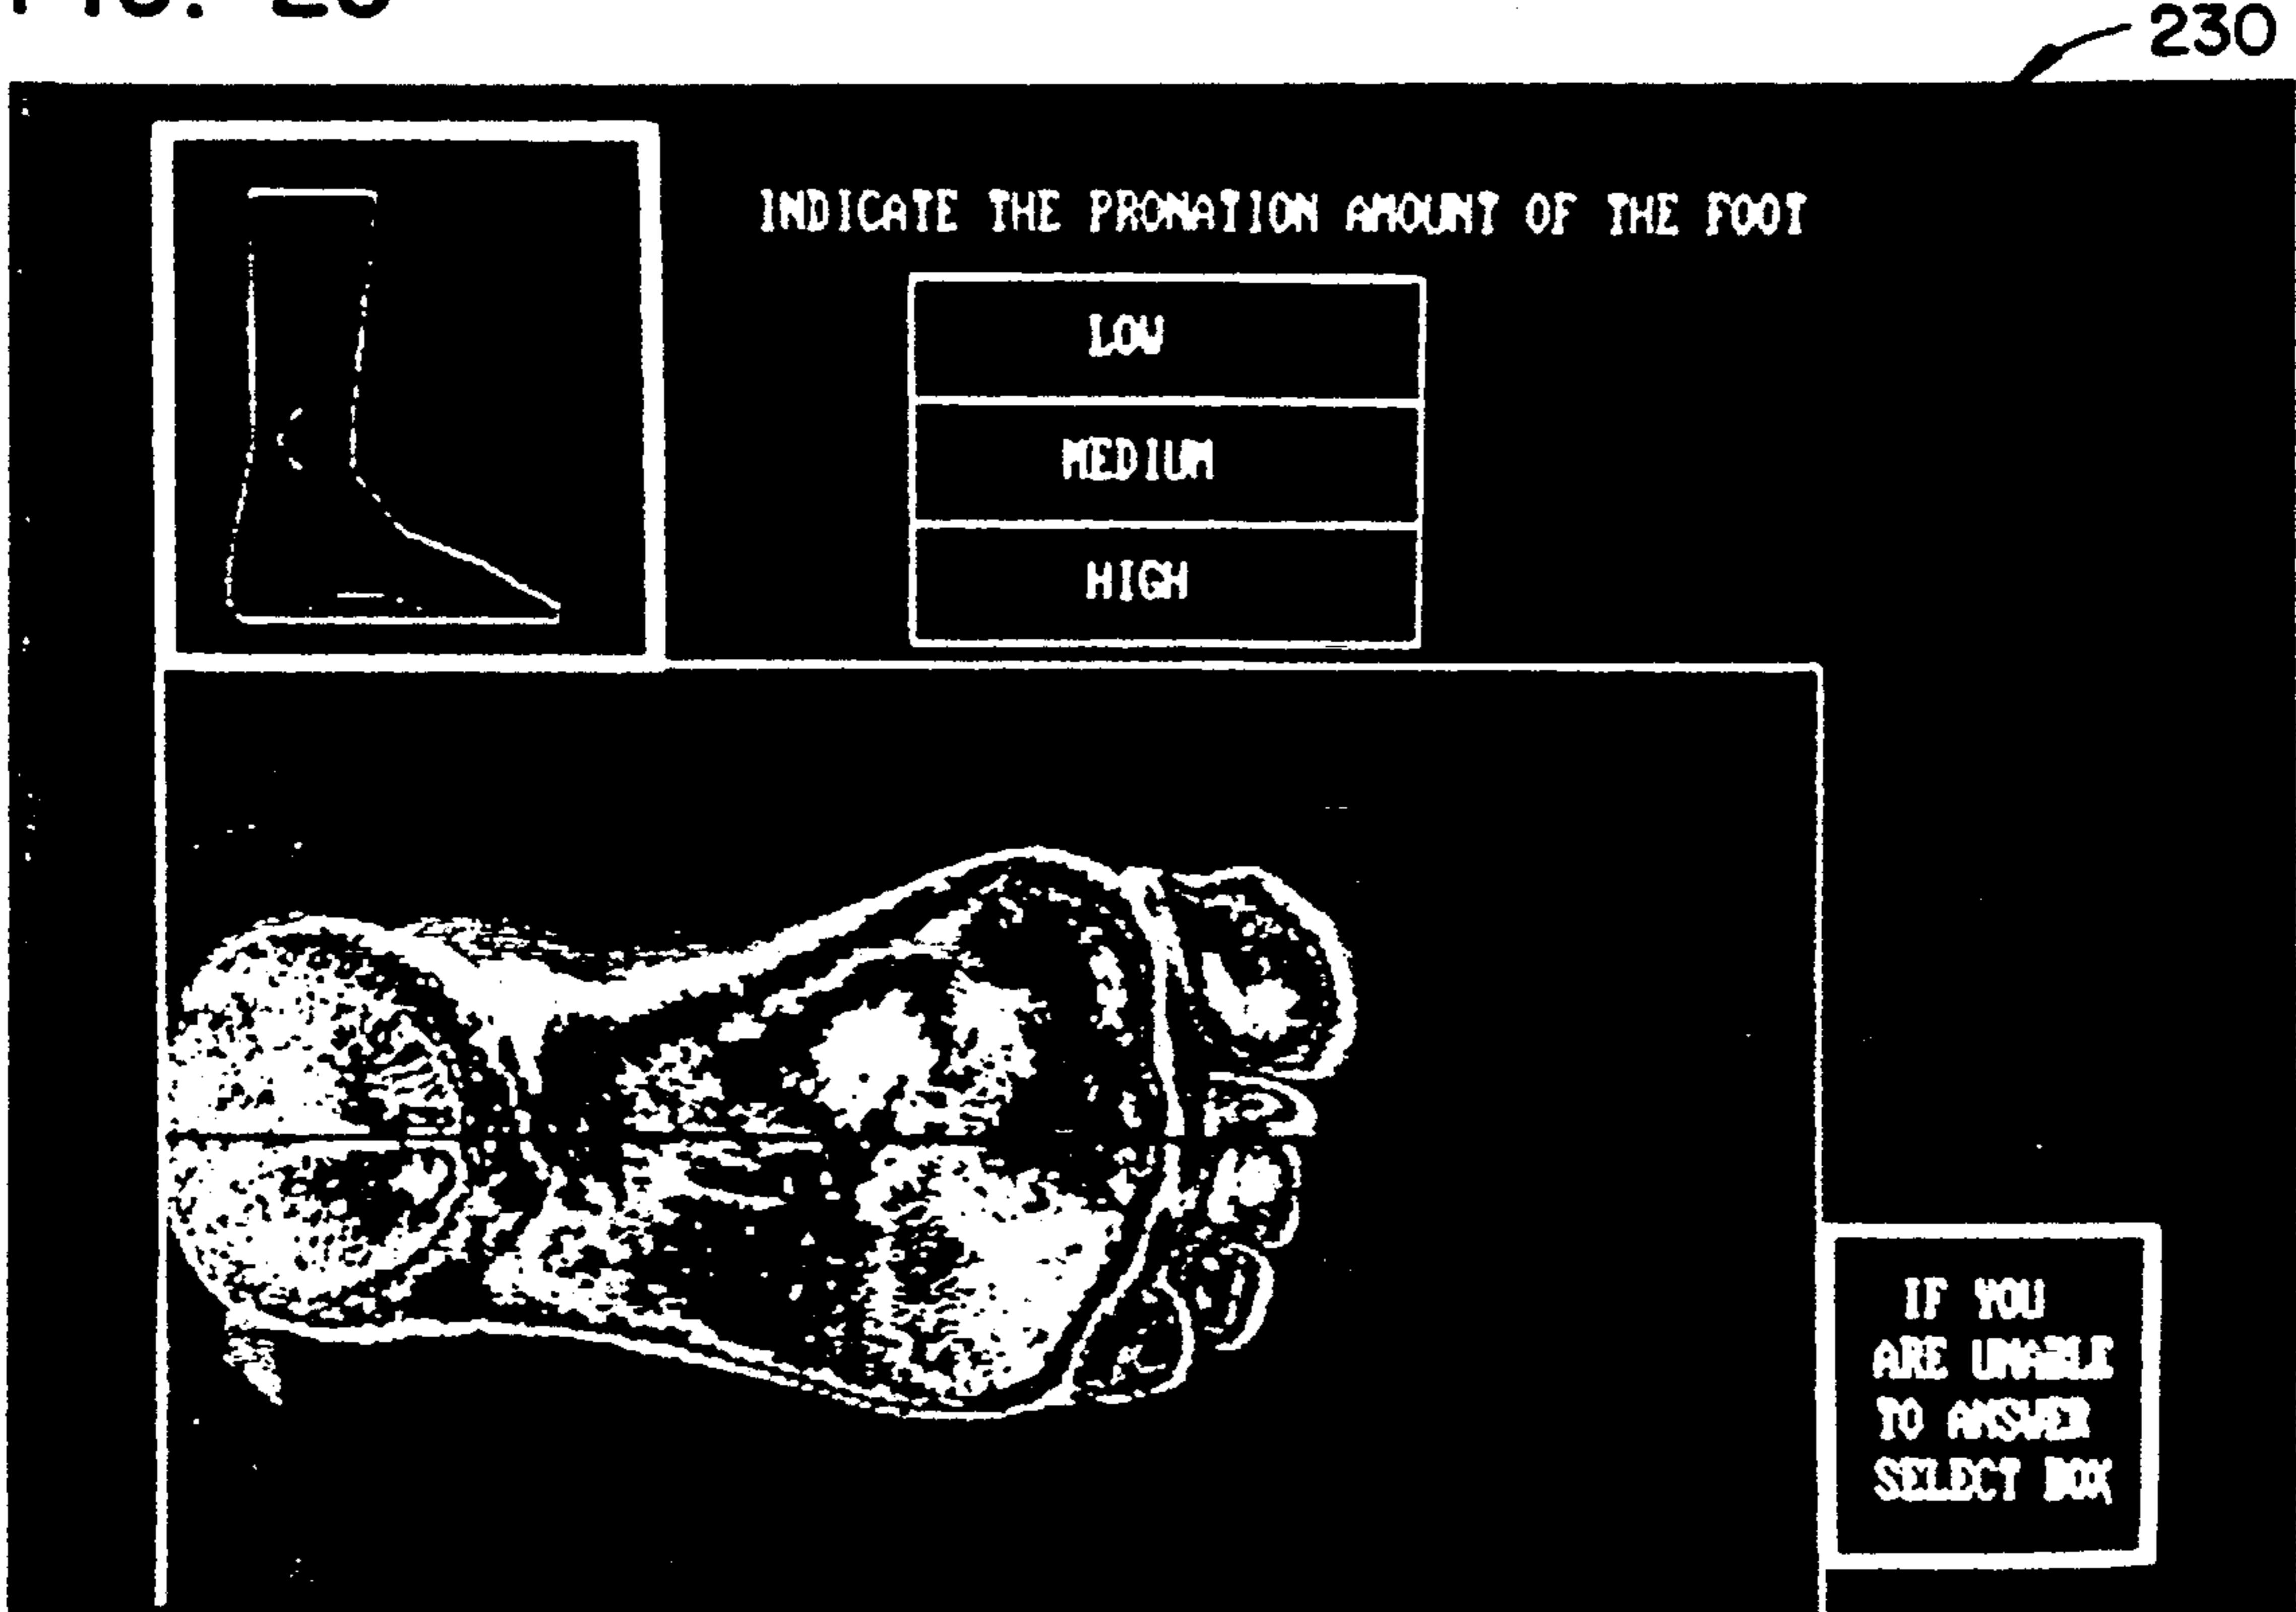 230
INDICATE THE PRONATION AMOUNT OF THE FOOT
LOW
MEDIUM
HIGH
IF YOU
ARE UNABLE
TO ANSWER
SELECT BOX